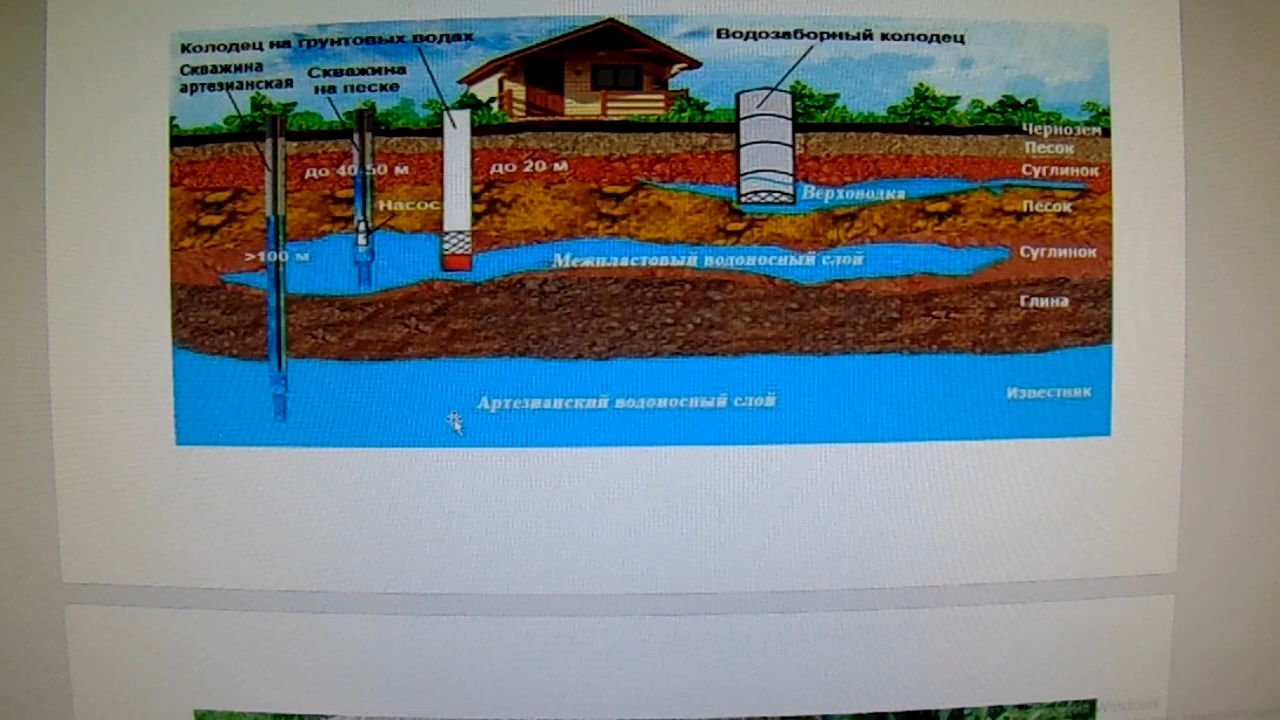 Колодец на грунтовых водах
Водозаборный колодец
Скважина
артезианская
Скважина
на песке
Чернозем
Песок
до 40-50 м
до 20 м
Суглинок
Верховодка
Насос
Песок
>100 м
Межпластовый водоносный слой
Суглинок
Глина
Артезианский водоносный слой
Известняк
Windows